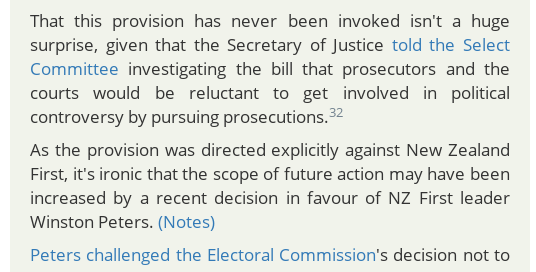 That this provision has never been invoked isn't a huge
surprise, given that the Secretary of Justice told the Select
Committee investigating the bill that prosecutors and the
courts would be reluctant to get involved in political
controversy by pursuing prosecutions.32
As the provision was directed explicitly against New Zealand
First, it's ironic that the scope of future action may have been
increased by a recent decision in favour of NZ First leader
Winston Peters. (Notes)
Peters challenged the Electoral Commission's decision not to